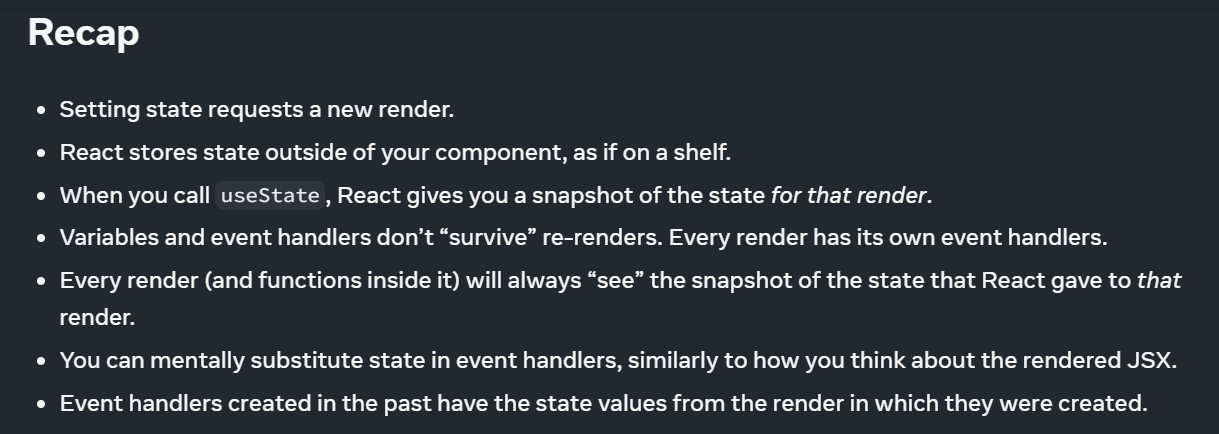 Recap
• Setting state requests a new render.
• React stores state outside of your component, as if on a shelf.
• When you call useState, React gives you a snapshot of the state for that render.
• Variables and event handlers don’t “survive” re-renders. Every render has its own event handlers.
• Every render (and functions inside it) will always “see” the snapshot of the state that React gave to that
render.
• You can mentally substitute state in event handlers, similarly to how you think about the rendered JSX.
• Event handlers created in the past have the state values from the render in which they were created.